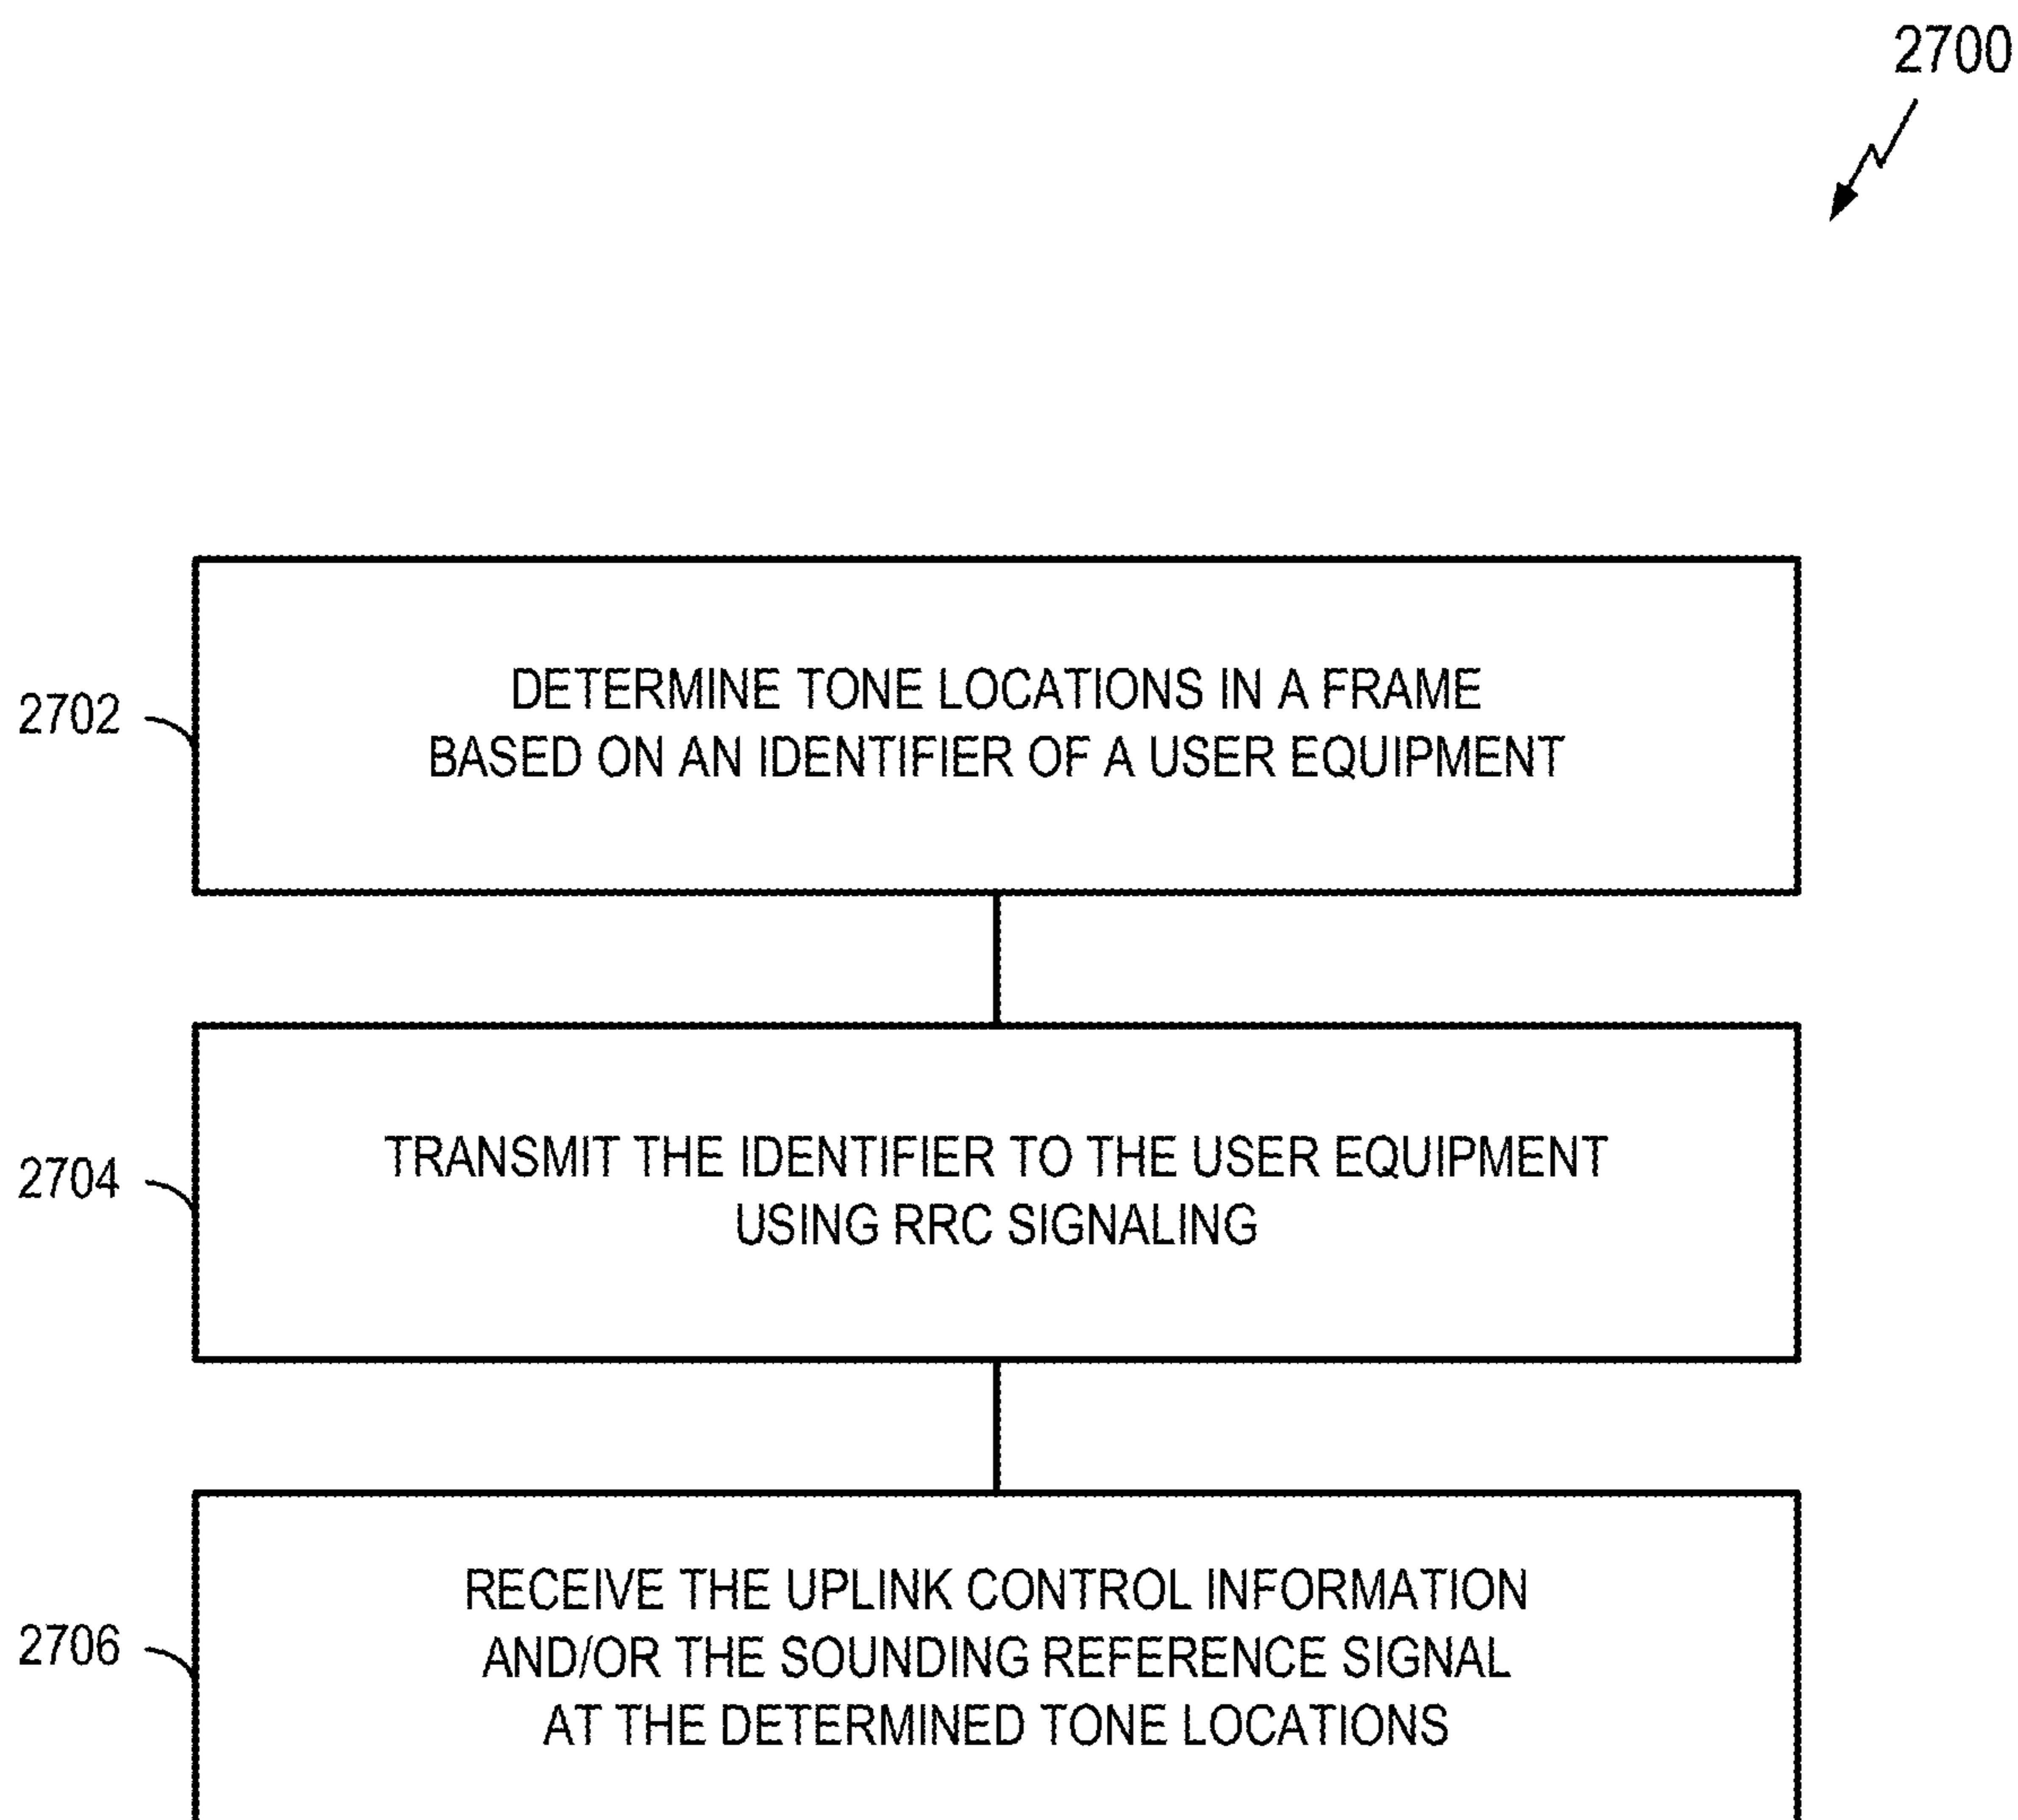 2700
2702
DETERMINE TONE LOCATIONS IN A FRAME
BASED ON AN IDENTIFIER OF A USER EQUIPMENT
2704
TRANSMIT THE IDENTIFIER TO THE USER EQUIPMENT
USING RRC SIGNALING
2706
RECEIVE THE UPLINK CONTROL INFORMATION
AND/OR THE SOUNDING REFERENCE SIGNAL
AT THE DETERMINED TONE LOCATIONS